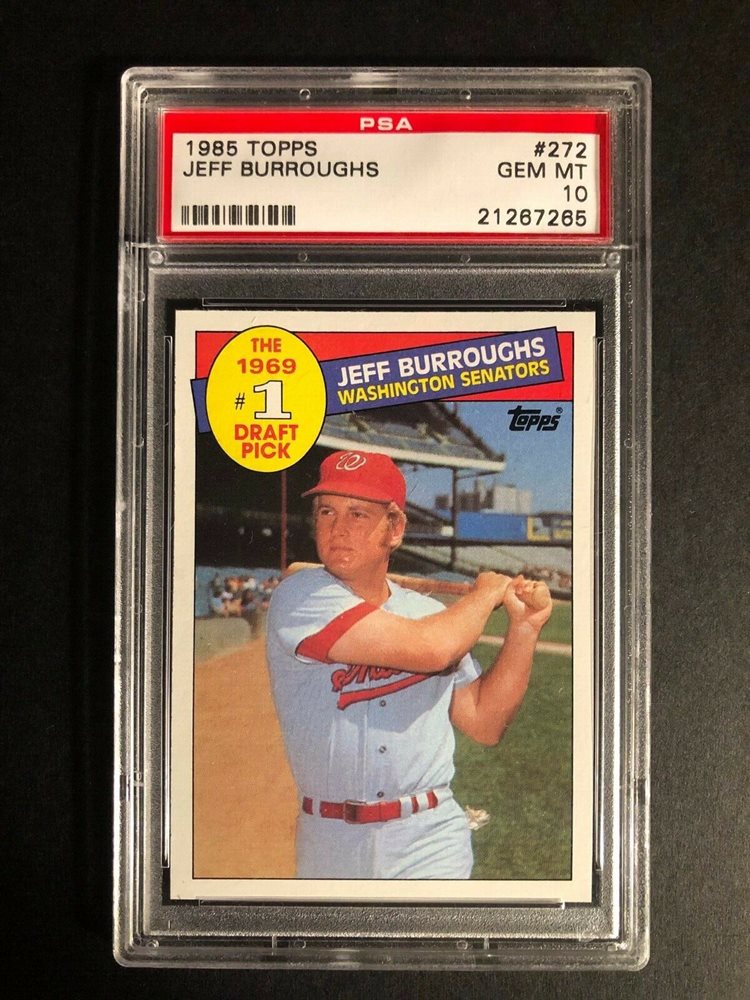 PSA
1985 TOPPS #272
JEFF BURROUGHS GEM MT
10
21267265
THE
1969
#1
DRAFT
PICK
JEFF BURROUGHS
WASHINGTON SENATORS
TOPPS®
W